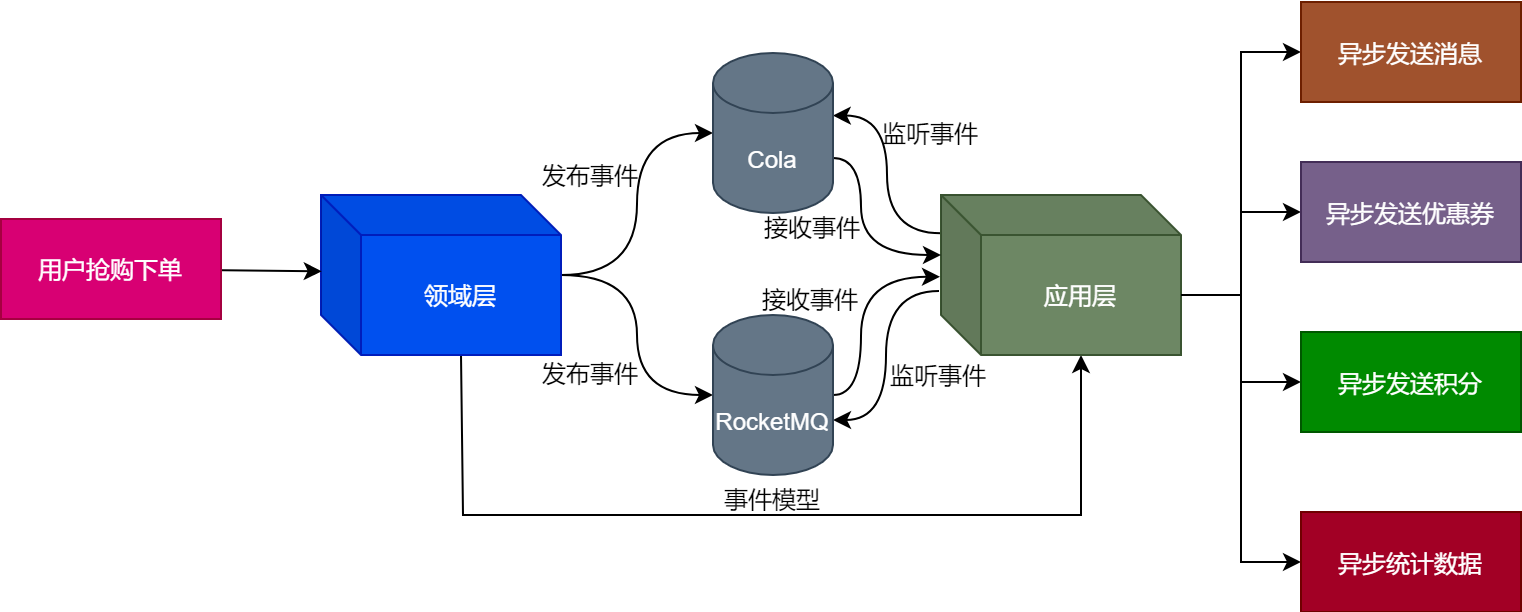 用户抢购下单
领域层
发布事件
发布事件
Cola
RocketMQ
监听事件
接收事件
接收事件
监听事件
事件模型
应用层
异步发送消息
异步发送优惠券
异步发送积分
异步统计数据